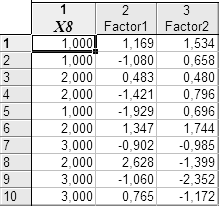 1 2 3
X8 Factor1 Factor2
1 1,000 1,169 1,534
2 1,000 -1,080 0,658
3 2,000 0,483 0,480
4 2,000 -1,421 0,796
5 1,000 -1,929 0,696
6 2,000 1,347 1,744
7 3,000 -0,902 -0,985
8 2,000 2,628 -1,399
9 3,000 -1,060 -2,352
10 3,000 0,765 -1,172